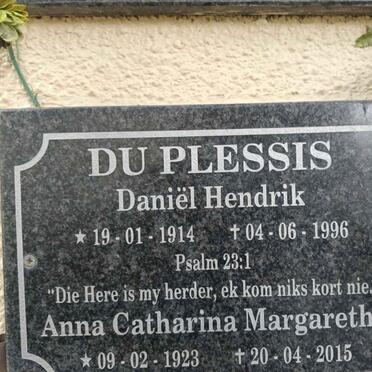 DU PLESSIS
Daniël Hendrik
★ 19 - 01 - 1914 ✝ 04 - 06 - 1996
Psalm 23:1
"Die Here is my herder, ek kom niks kort nie.
Anna Catharina Margareth
★ 09 - 02 - 1923 ✝ 20 - 04 - 2015